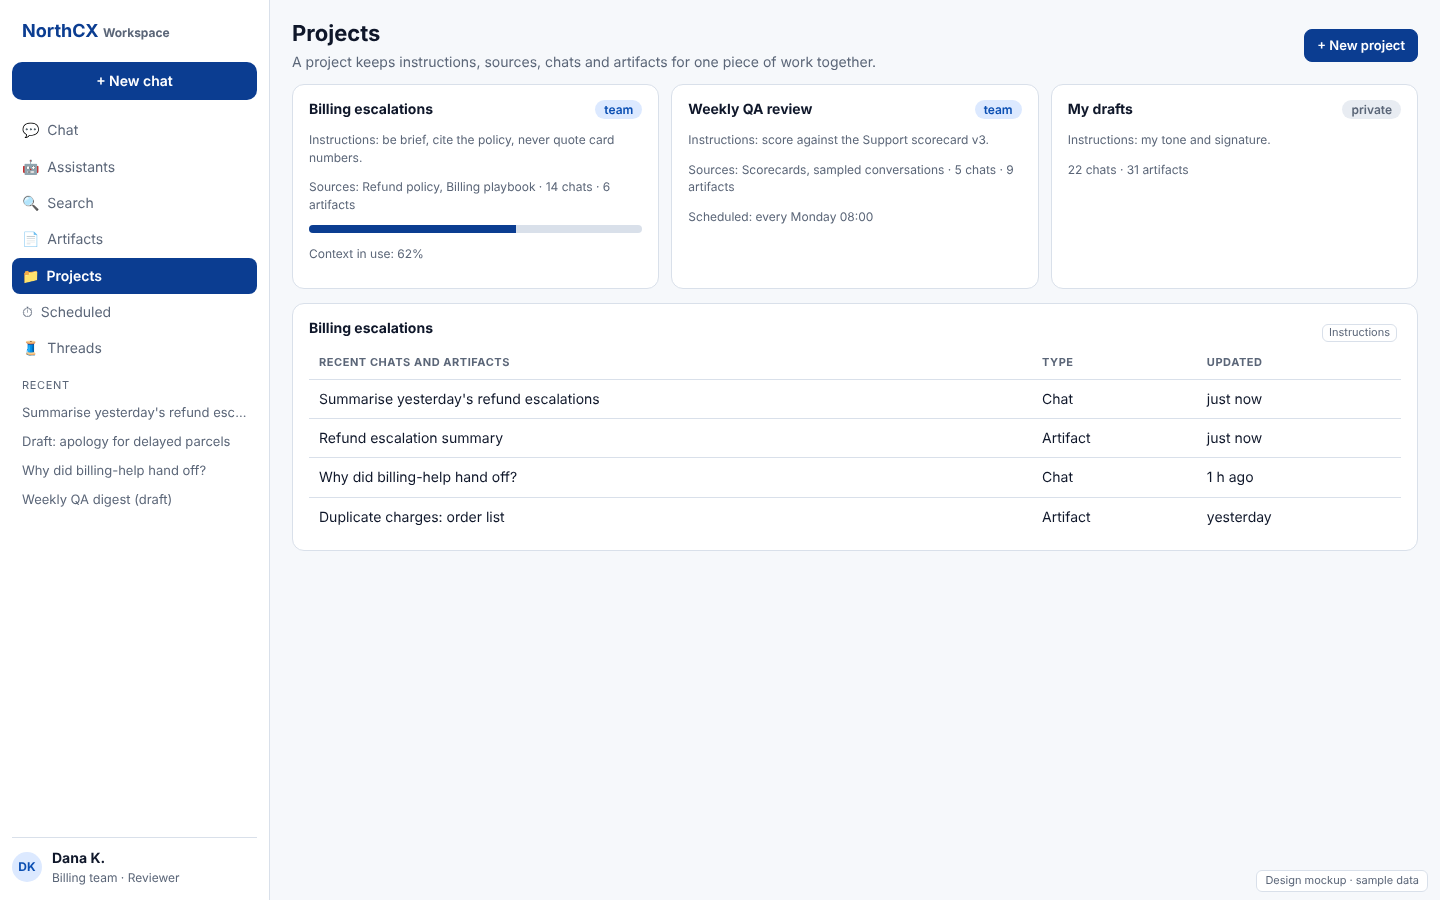 NorthCX Workspace
+ New chat
💬 Chat
🤖 Assistants
🔍 Search
📄 Artifacts
📁 Projects
⏱ Scheduled
🧵 Threads
RECENT
Summarise yesterday's refund esc...
Draft: apology for delayed parcels
Why did billing-help hand off?
Weekly QA digest (draft)
DK
Dana K.
Billing team · Reviewer
Projects
A project keeps instructions, sources, chats and artifacts for one piece of work together.
+ New project
Billing escalations team
Instructions: be brief, cite the policy, never quote card
numbers.
Sources: Refund policy, Billing playbook · 14 chats · 6
artifacts
Context in use: 62%
Weekly QA review team
Instructions: score against the Support scorecard v3.
Sources: Scorecards, sampled conversations · 5 chats · 9
artifacts
Scheduled: every Monday 08:00
My drafts private
Instructions: my tone and signature.
22 chats · 31 artifacts
Billing escalations
Instructions
RECENT CHATS AND ARTIFACTS TYPE UPDATED
Summarise yesterday's refund escalations Chat just now
Refund escalation summary Artifact just now
Why did billing-help hand off? Chat 1 h ago
Duplicate charges: order list Artifact yesterday
Design mockup · sample data